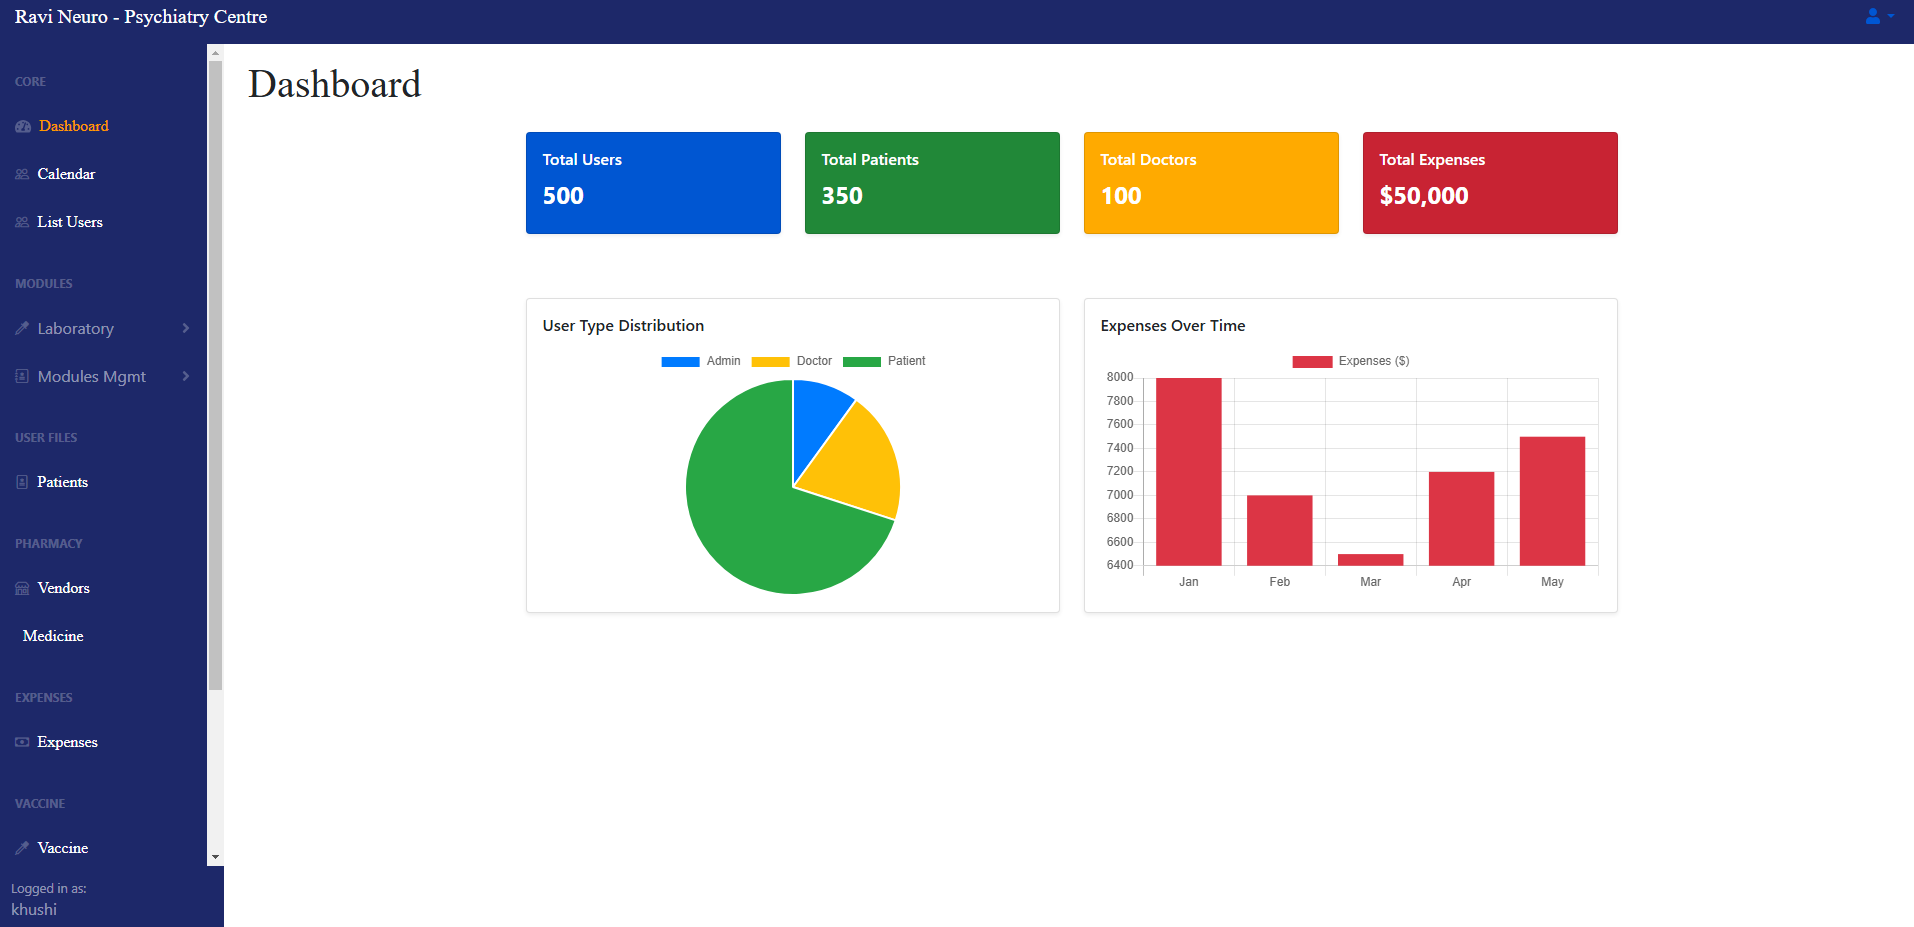 Ravi Neuro - Psychiatry Centre
CORE
Dashboard
Calendar
List Users
MODULES
Laboratory
Modules Mgmt
USER FILES
Patients
PHARMACY
Vendors
Medicine
EXPENSES
Expenses
VACCINE
Vaccine
Logged in as:
khushi
Dashboard
Total Users
500
Total Patients
350
Total Doctors
100
Total Expenses
$50,000
User Type Distribution
Admin Doctor Patient
Expenses Over Time
Expenses ($)
8000
7800
7600
7400
7200
7000
6800
6600
6400
Jan Feb Mar Apr May